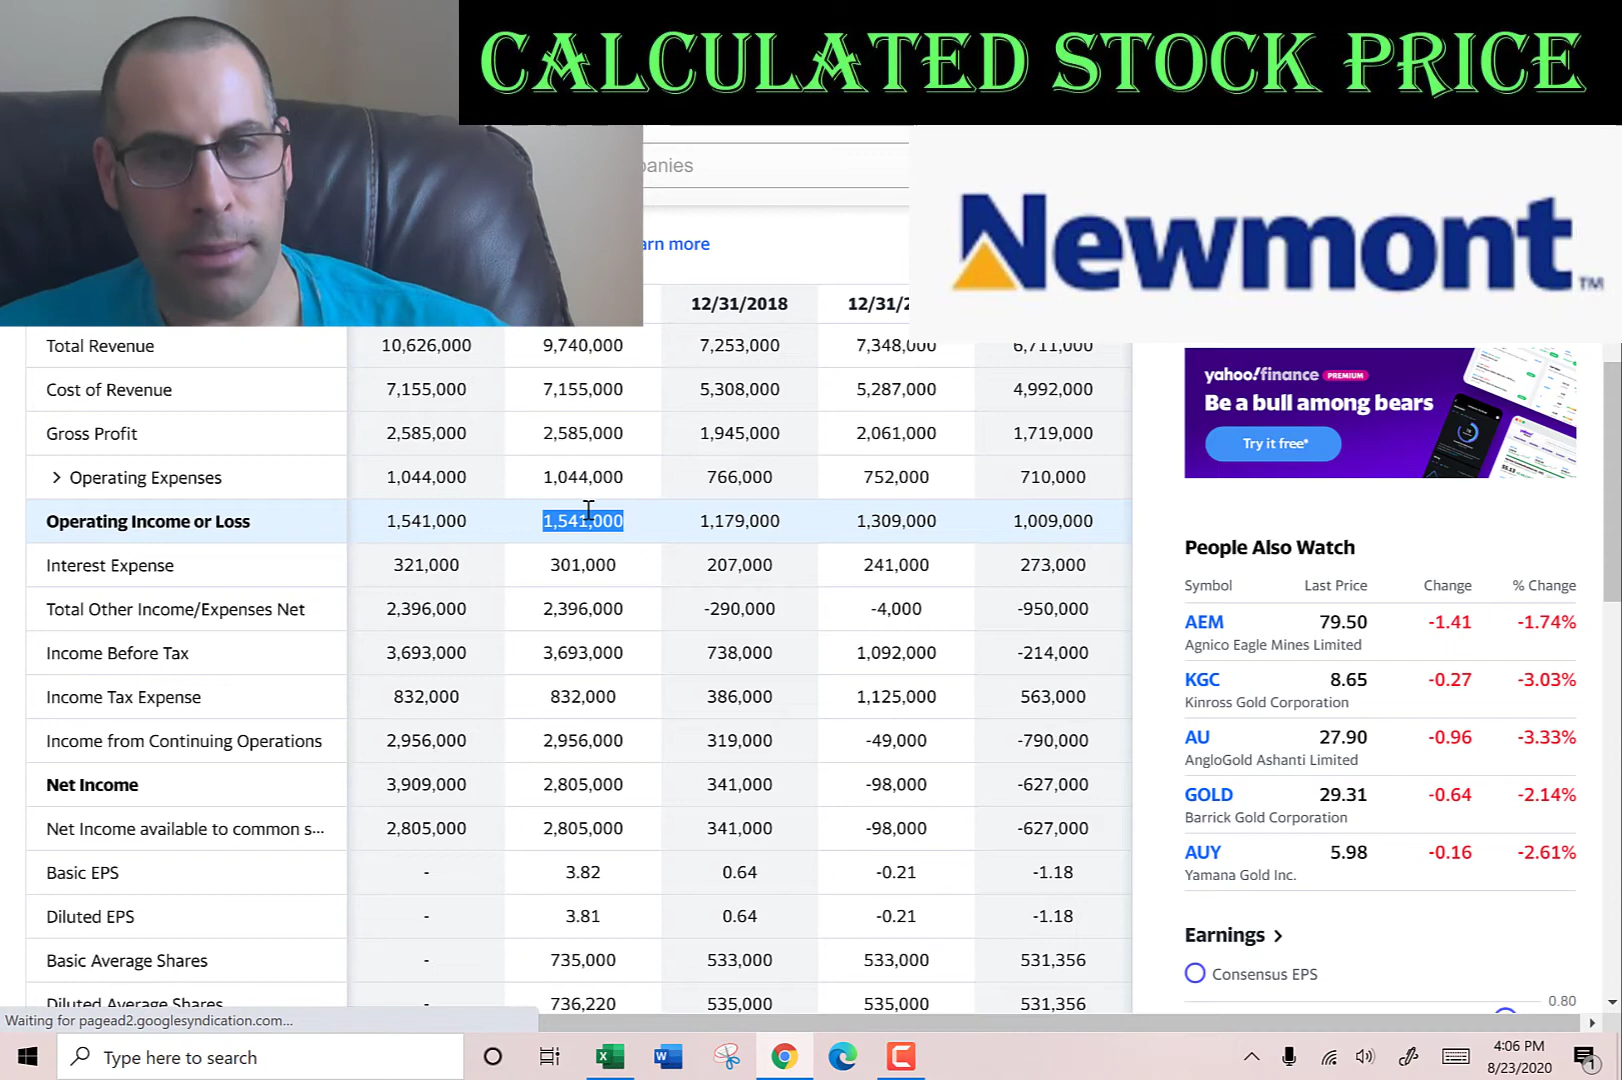 CALCULATED STOCK PRICE
panies
Newmont™
arn more
12/31/2018 12/31/2
Total Revenue 10,626,000 9,740,000 7,253,000 7,348,000 6,711,000
Cost of Revenue 7,155,000 7,155,000 5,308,000 5,287,000 4,992,000
Gross Profit 2,585,000 2,585,000 1,945,000 2,061,000 1,719,000
> Operating Expenses 1,044,000 1,044,000 766,000 752,000 710,000
Operating Income or Loss 1,541,000 1,541,000 1,179,000 1,309,000 1,009,000
Interest Expense 321,000 301,000 207,000 241,000 273,000
Total Other Income/Expenses Net 2,396,000 2,396,000 -290,000 -4,000 -950,000
Income Before Tax 3,693,000 3,693,000 738,000 1,092,000 -214,000
Income Tax Expense 832,000 832,000 386,000 1,125,000 563,000
Income from Continuing Operations 2,956,000 2,956,000 319,000 -49,000 -790,000
Net Income 3,909,000 2,805,000 341,000 -98,000 -627,000
Net Income available to common s... 2,805,000 2,805,000 341,000 -98,000 -627,000
Basic EPS - 3.82 0.64 -0.21 -1.18
Diluted EPS - 3.81 0.64 -0.21 -1.18
Basic Average Shares - 735,000 533,000 533,000 531,356
Diluted Average Shares - 736,220 535,000 535,000 531,356
yahoo!finance PREMIUM
Be a bull among bears
Try it free*
People Also Watch
Symbol Last Price Change % Change
AEM 79.50 -1.41 -1.74%
Agnico Eagle Mines Limited
KGC 8.65 -0.27 -3.03%
Kinross Gold Corporation
AU 27.90 -0.96 -3.33%
AngloGold Ashanti Limited
GOLD 29.31 -0.64 -2.14%
Barrick Gold Corporation
AUY 5.98 -0.16 -2.61%
Yamana Gold Inc.
Earnings >
Consensus EPS
0.80
Waiting for pagead2.googlesyndication.com...
Type here to search
4:06 PM
8/23/2020
1